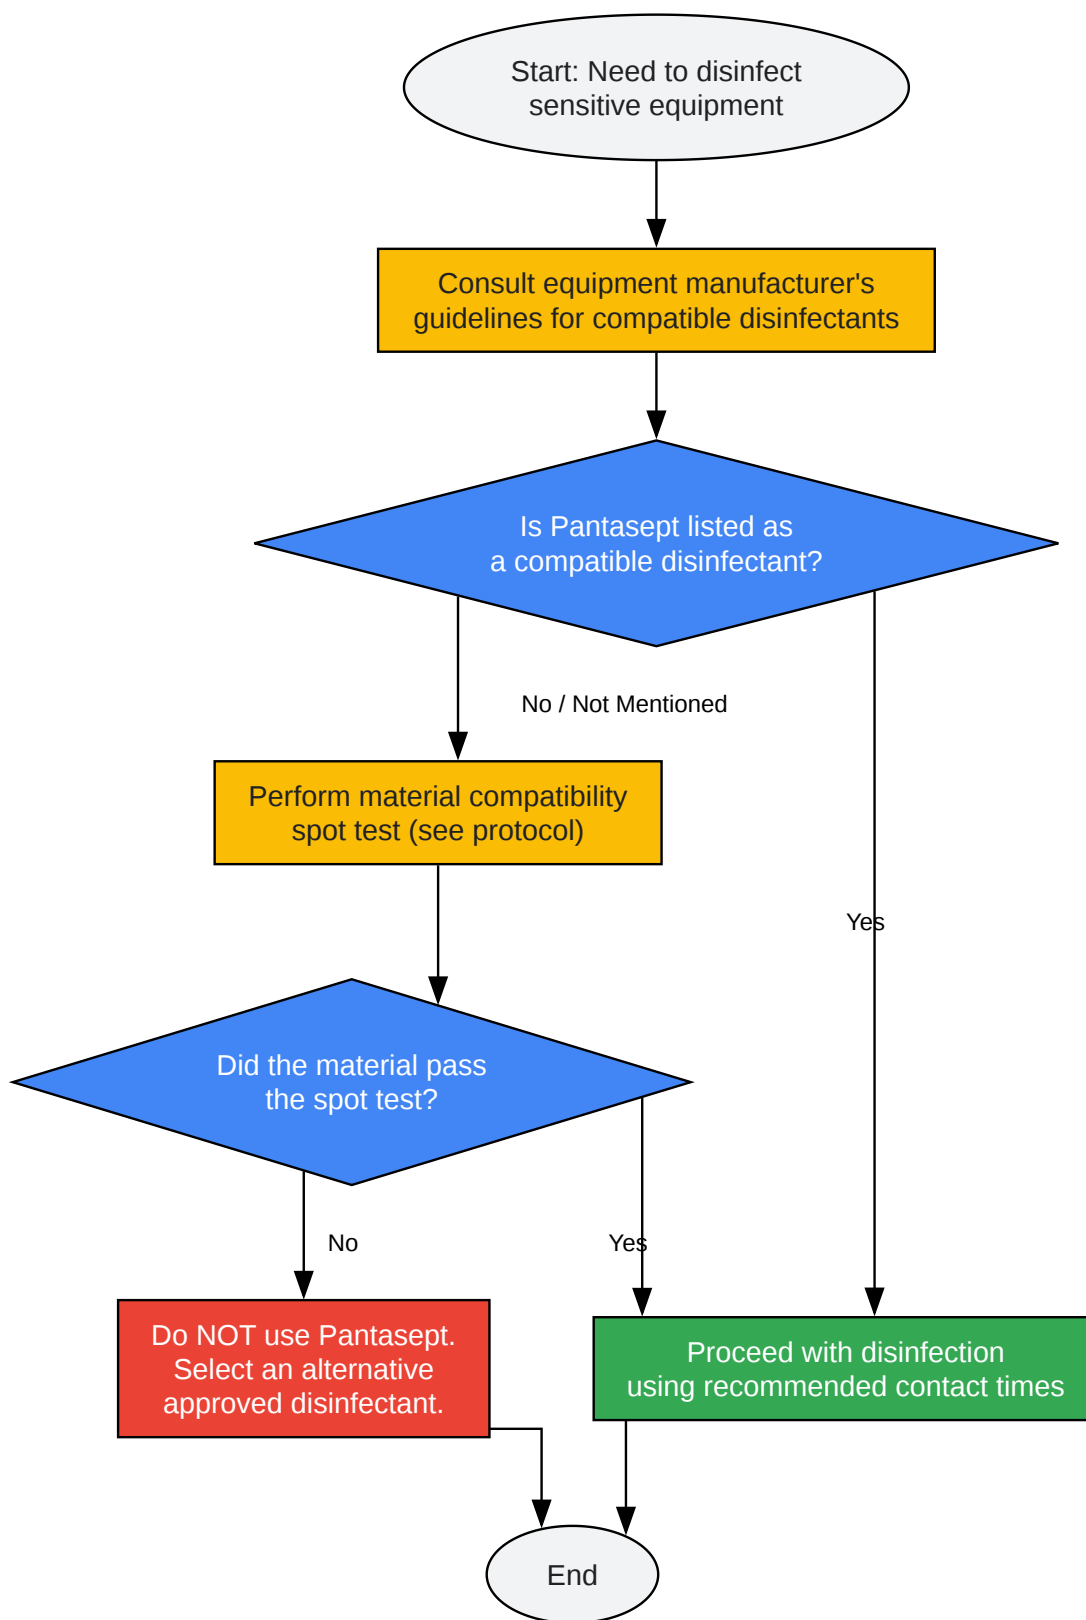 Start: Need to disinfect
sensitive equipment
Consult equipment manufacturer's
guidelines for compatible disinfectants
Is Pantasept listed as
a compatible disinfectant?
No / Not Mentioned
Perform material compatibility
spot test (see protocol)
Yes
Did the material pass
the spot test?
No
Yes
Do NOT use Pantasept.
Select an alternative
approved disinfectant.
Proceed with disinfection
using recommended contact times
End